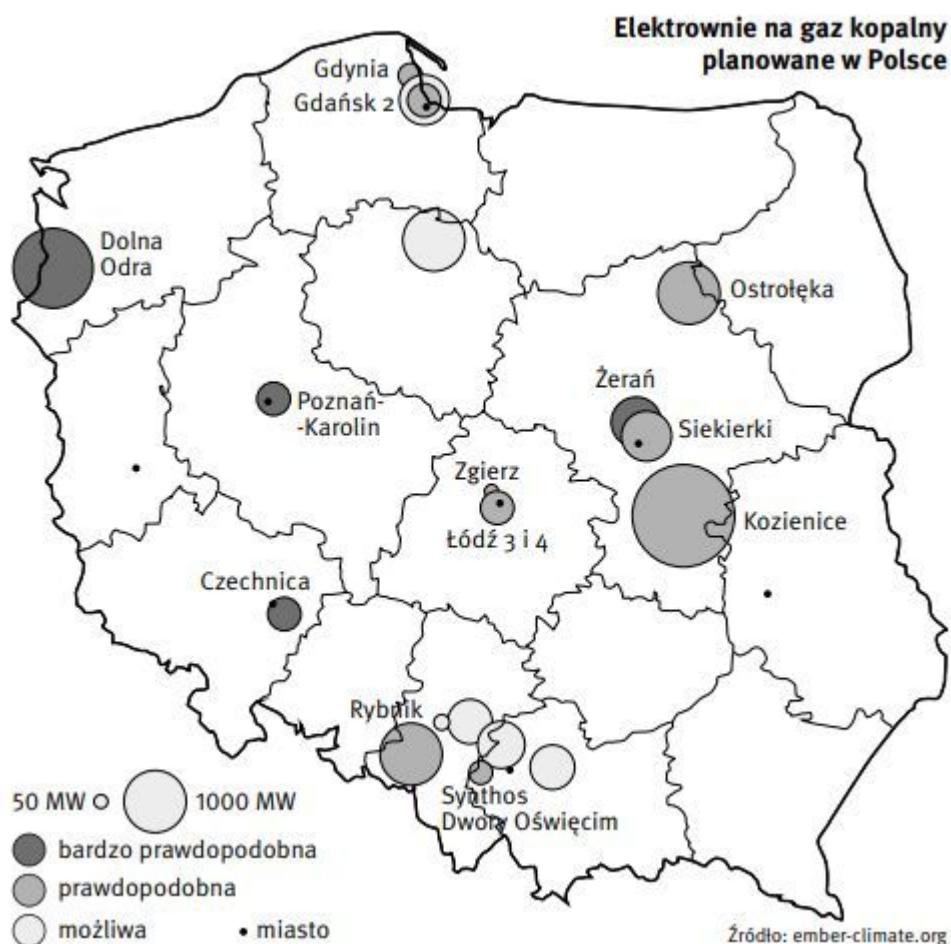 Elektrownie na gaz kopalny
planowane w Polsce
Gdynia
Gdańsk 2
Dolna
Odra
Ostrołęka
Poznań-
-Karolin
Żerań
Siekierki
Zgierz
Łódź 3 i 4
Kozienice
Czechnica
Rybnik
Synthos
Dwory Oświęcim
50 MW 1000 MW
bardzo prawdopodobna
prawdopodobna
możliwa • miasto
Źródło: ember-climate.org